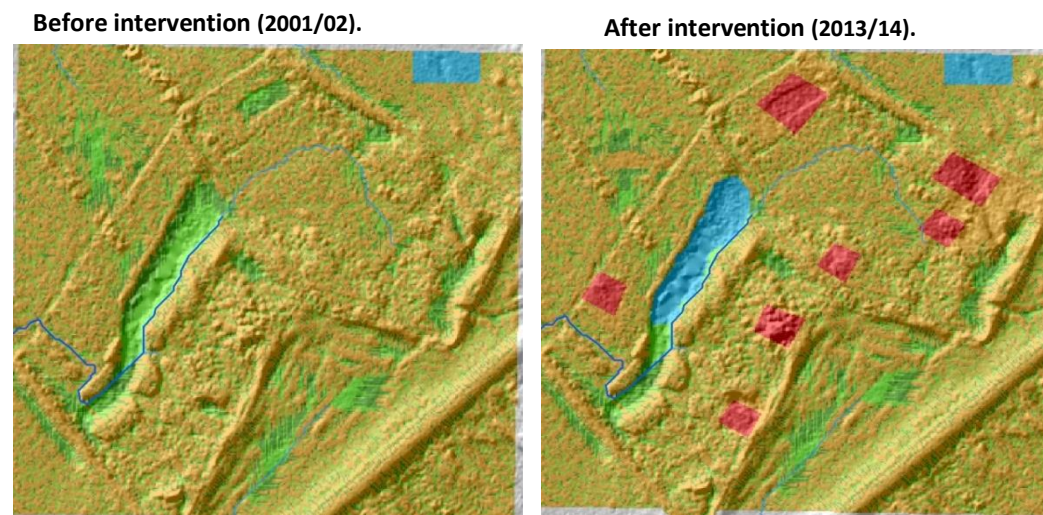 Before intervention (2001/02).
After intervention (2013/14).